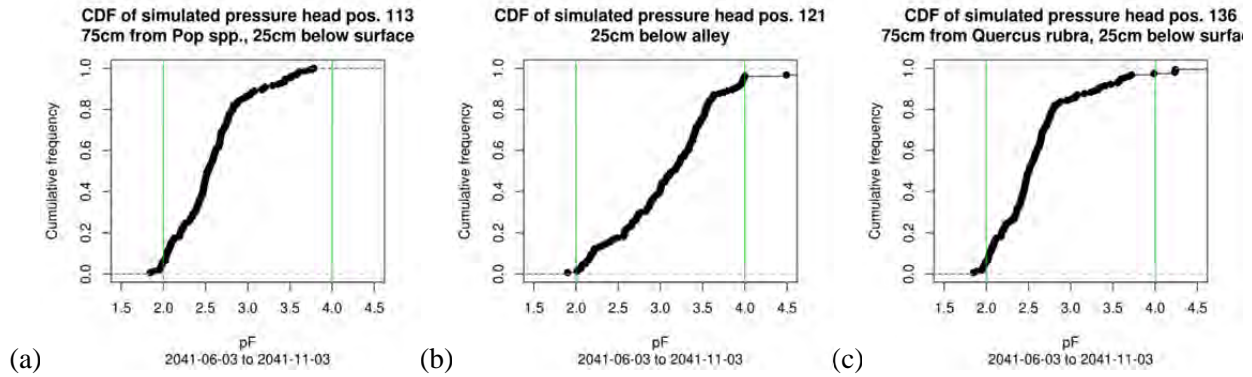 CDF of simulated pressure head pos. 113
75cm from Pop spp., 25cm below surface
Cumulative frequency
1.0
0.8
0.6
0.4
0.2
0.0
1.5 2.0 2.5 3.0 3.5 4.0 4.5
pF
2041-06-03 to 2041-11-03
(a)
CDF of simulated pressure head pos. 121
25cm below alley
Cumulative frequency
1.0
0.8
0.6
0.4
0.2
0.0
1.5 2.0 2.5 3.0 3.5 4.0 4.5
pF
2041-06-03 to 2041-11-03
(b)
CDF of simulated pressure head pos. 136
75cm from Quercus rubra, 25cm below surfa
Cumulative frequency
1.0
0.8
0.6
0.4
0.2
0.0
1.5 2.0 2.5 3.0 3.5 4.0 4.5
pF
2041-06-03 to 2041-11-03
(c)